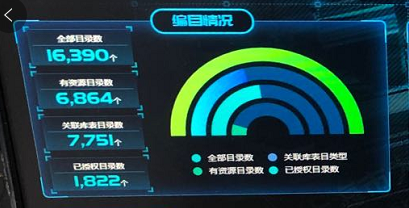 编目情况
全部目录数
16,390个
有资源目录数
6,864个
关联库表目录数
7,751个
已授权目录数
1,822个
全部目录数 关联库表目类型
有资源目录数 已授权目录数